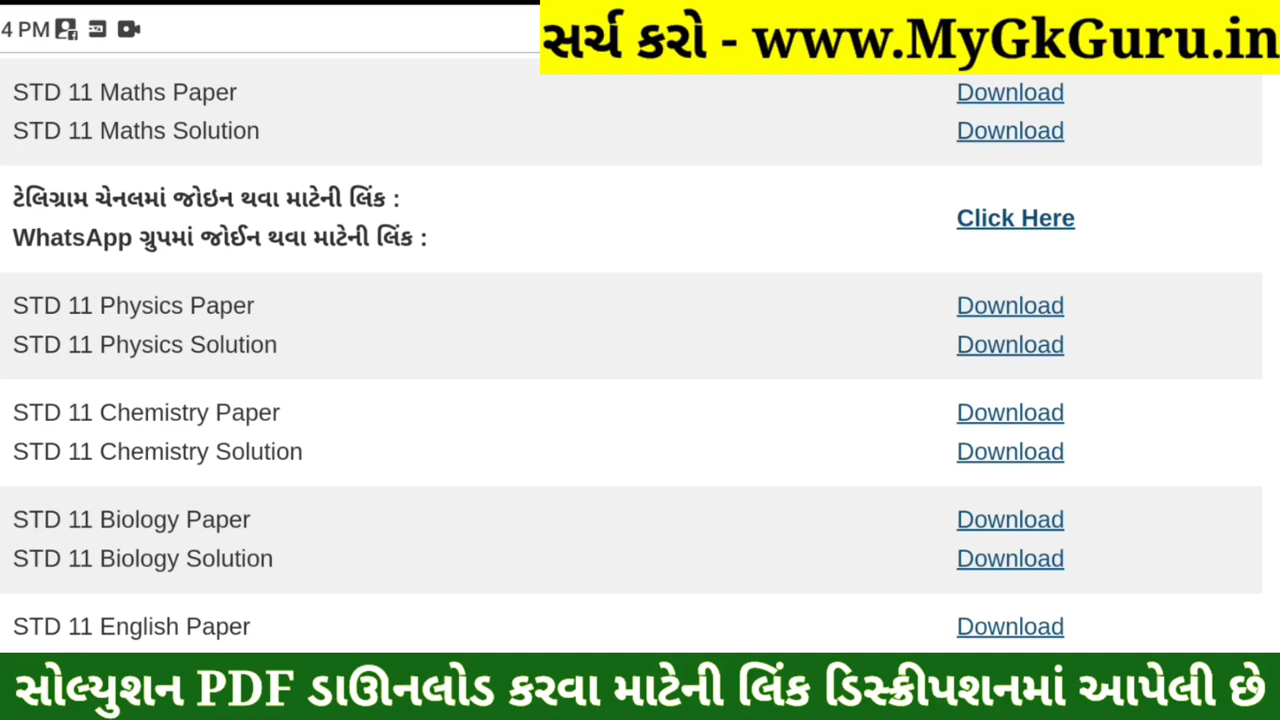 4 PM
સર્ચ કરો - www.MyGkGuru.in
STD 11 Maths Paper Download
STD 11 Maths Solution Download
ટેલિગ્રામ ચેનલમાં જોઇન થવા માટેની લિંક :
Click Here
WhatsApp ગ્રુપમાં જોઈન થવા માટેની લિંક :
STD 11 Physics Paper Download
STD 11 Physics Solution Download
STD 11 Chemistry Paper Download
STD 11 Chemistry Solution Download
STD 11 Biology Paper Download
STD 11 Biology Solution Download
STD 11 English Paper Download
સોલ્યુશન PDF ડાઊનલોડ કરવા માટેની લિંક ડિસ્ક્રીપશનમાં આપેલી છે